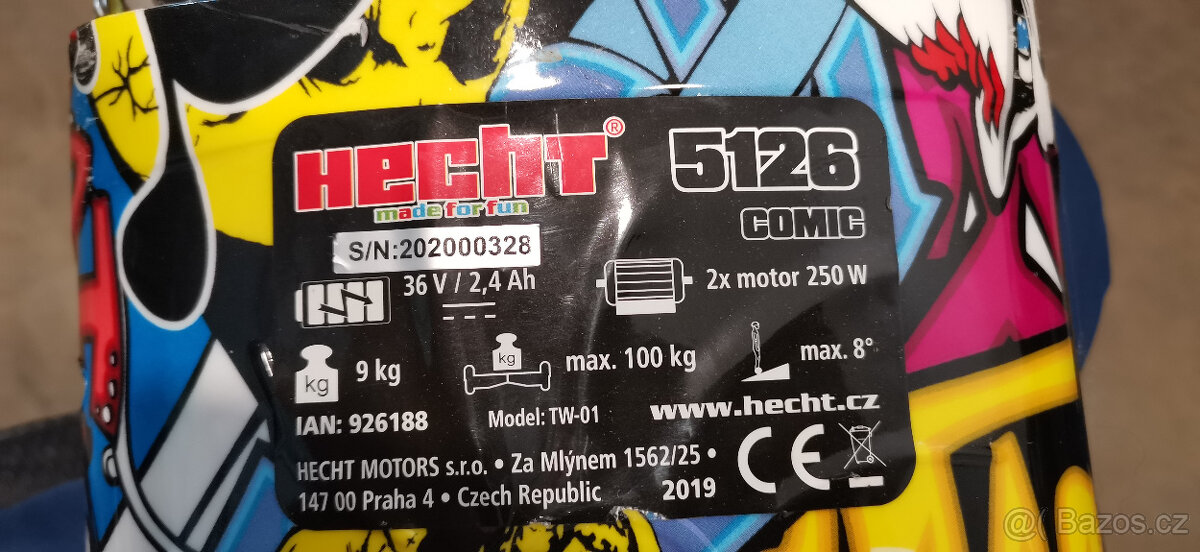 HECHT® 5126
made for fun
COMIC
S/N:202000328
36 V / 2,4 Ah
2x motor 250 W
9 kg
kg
kg
max. 100 kg
max. 8°
IAN: 926188
Model: TW-01
www.hecht.cz
HECHT MOTORS s.r.o. • Za Mlýnem 1562/25 •
147 00 Praha 4 • Czech Republic
2019
CE
@ Bazos.cz